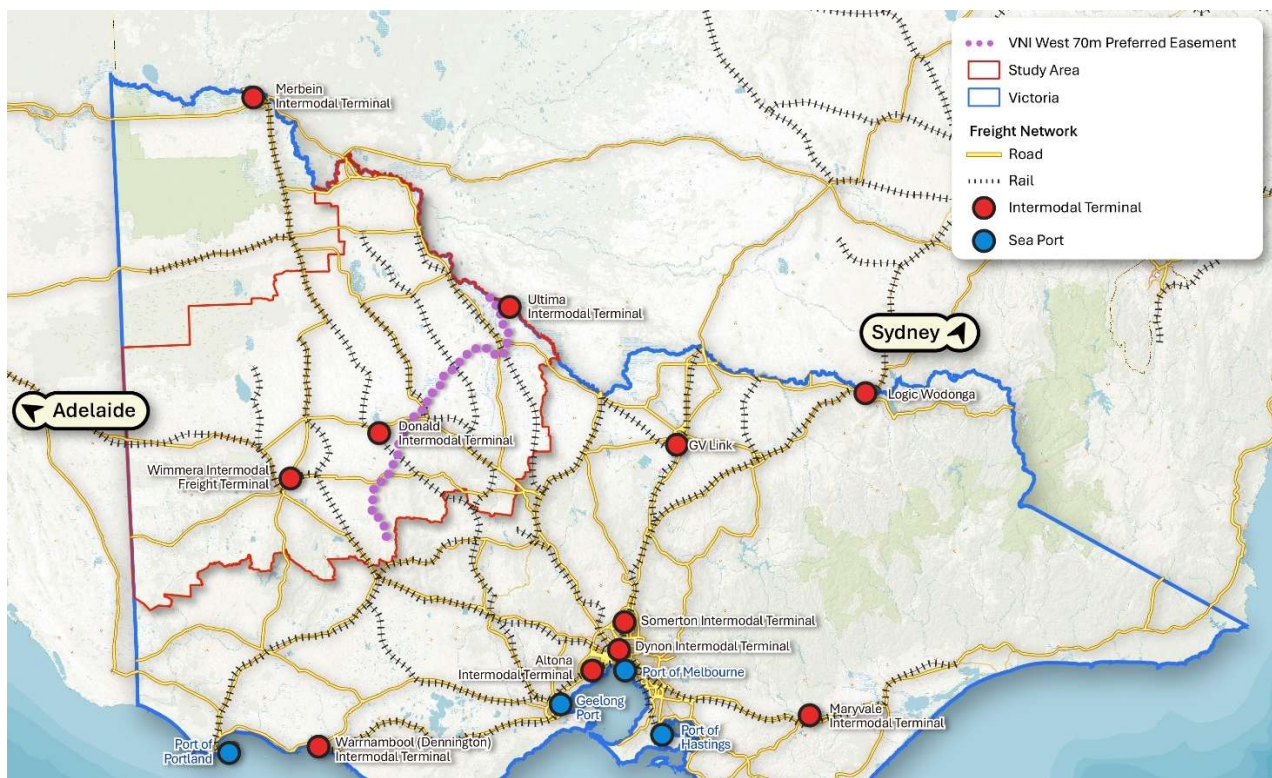 VNI West 70m Preferred Easement
Study Area
Victoria
Freight Network
Road
Rail
Intermodal Terminal
Sea Port
Merbein
Intermodal Terminal
Ultima
Intermodal Terminal
Sydney
Adelaide
Logic Wodonga
Donald
Intermodal Terminal
GV Link
Wimmera Intermodal
Freight Terminal
Somerton Intermodal Terminal
Dynon Intermodal Terminal
Altona
Intermodal Terminal
Port of Melbourne
Geelong
Port
Maryvale
Intermodal Terminal
Port of
Hastings
Port of
Portland
Warrnambool (Dennington)
Intermodal Terminal